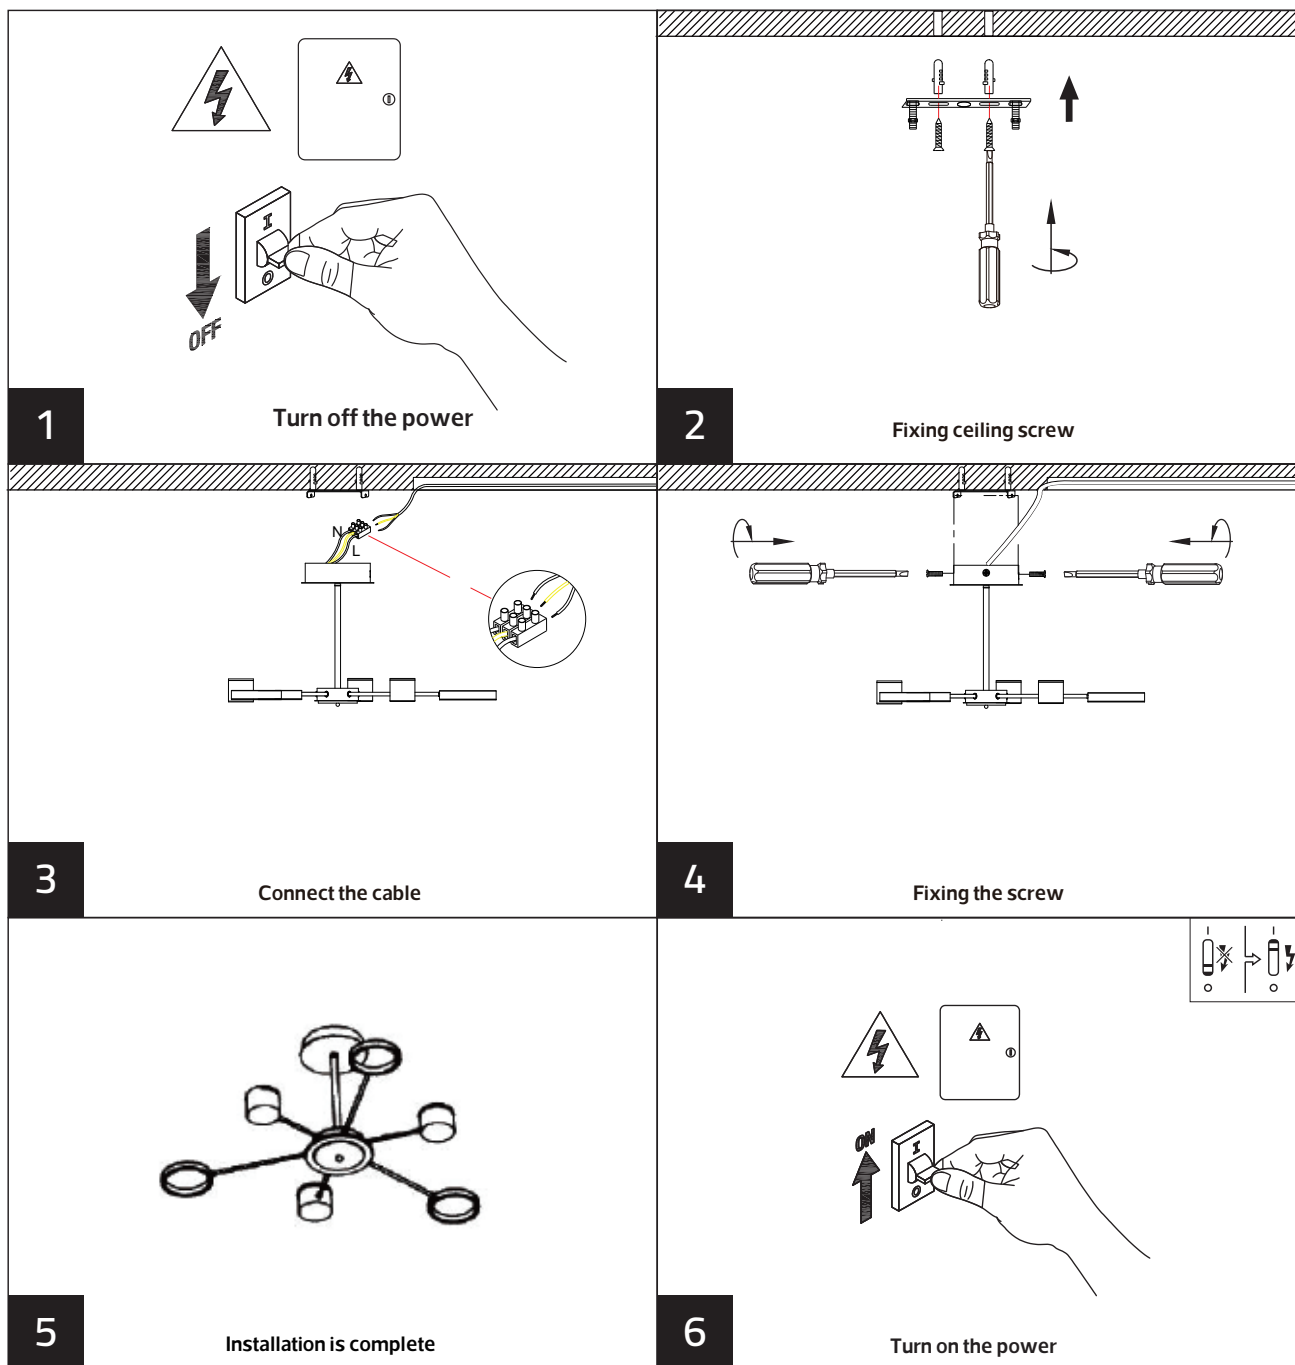 I
OFF
1
Turn off the power
2
Fixing ceiling screw
N
L
3
Connect the cable
4
Fixing the screw
5
Installation is complete
ON
I
6
Turn on the power